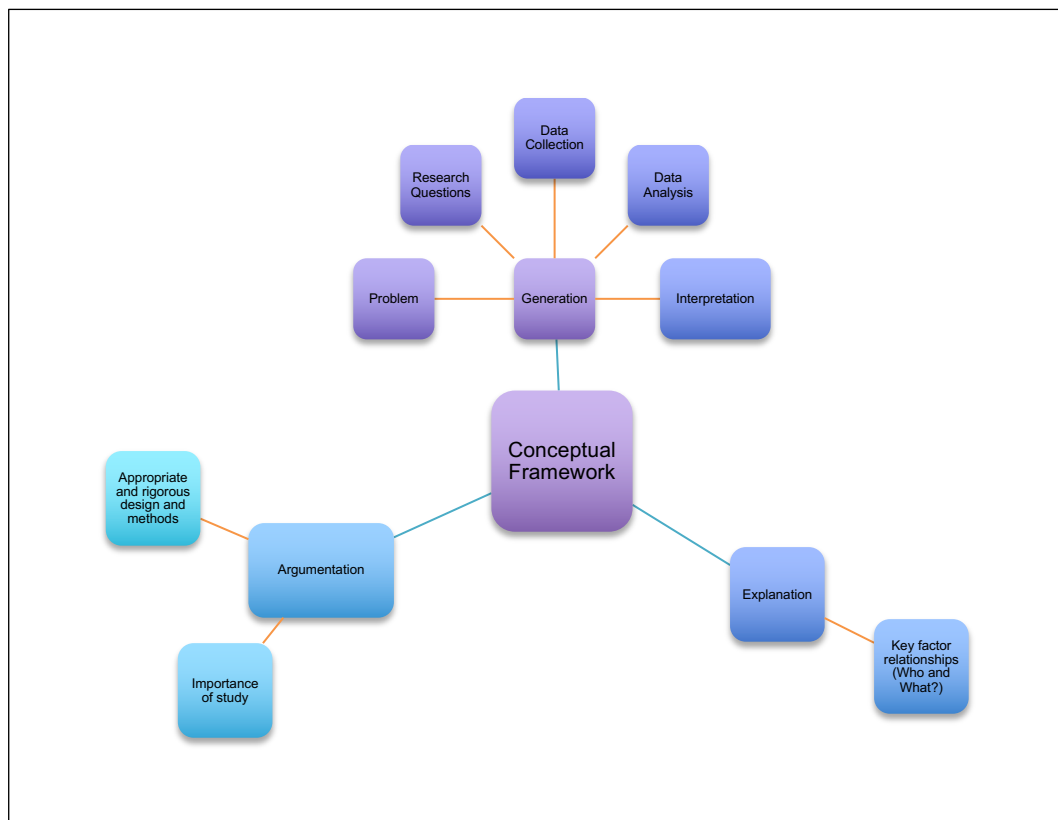 Data
Collection
Research
Questions
Data
Analysis
Problem
Generation
Interpretation
Conceptual
Framework
Appropriate
and rigorous
design and
methods
Argumentation
Importance
of study
Explanation
Key factor
relationships
(Who and
What?)